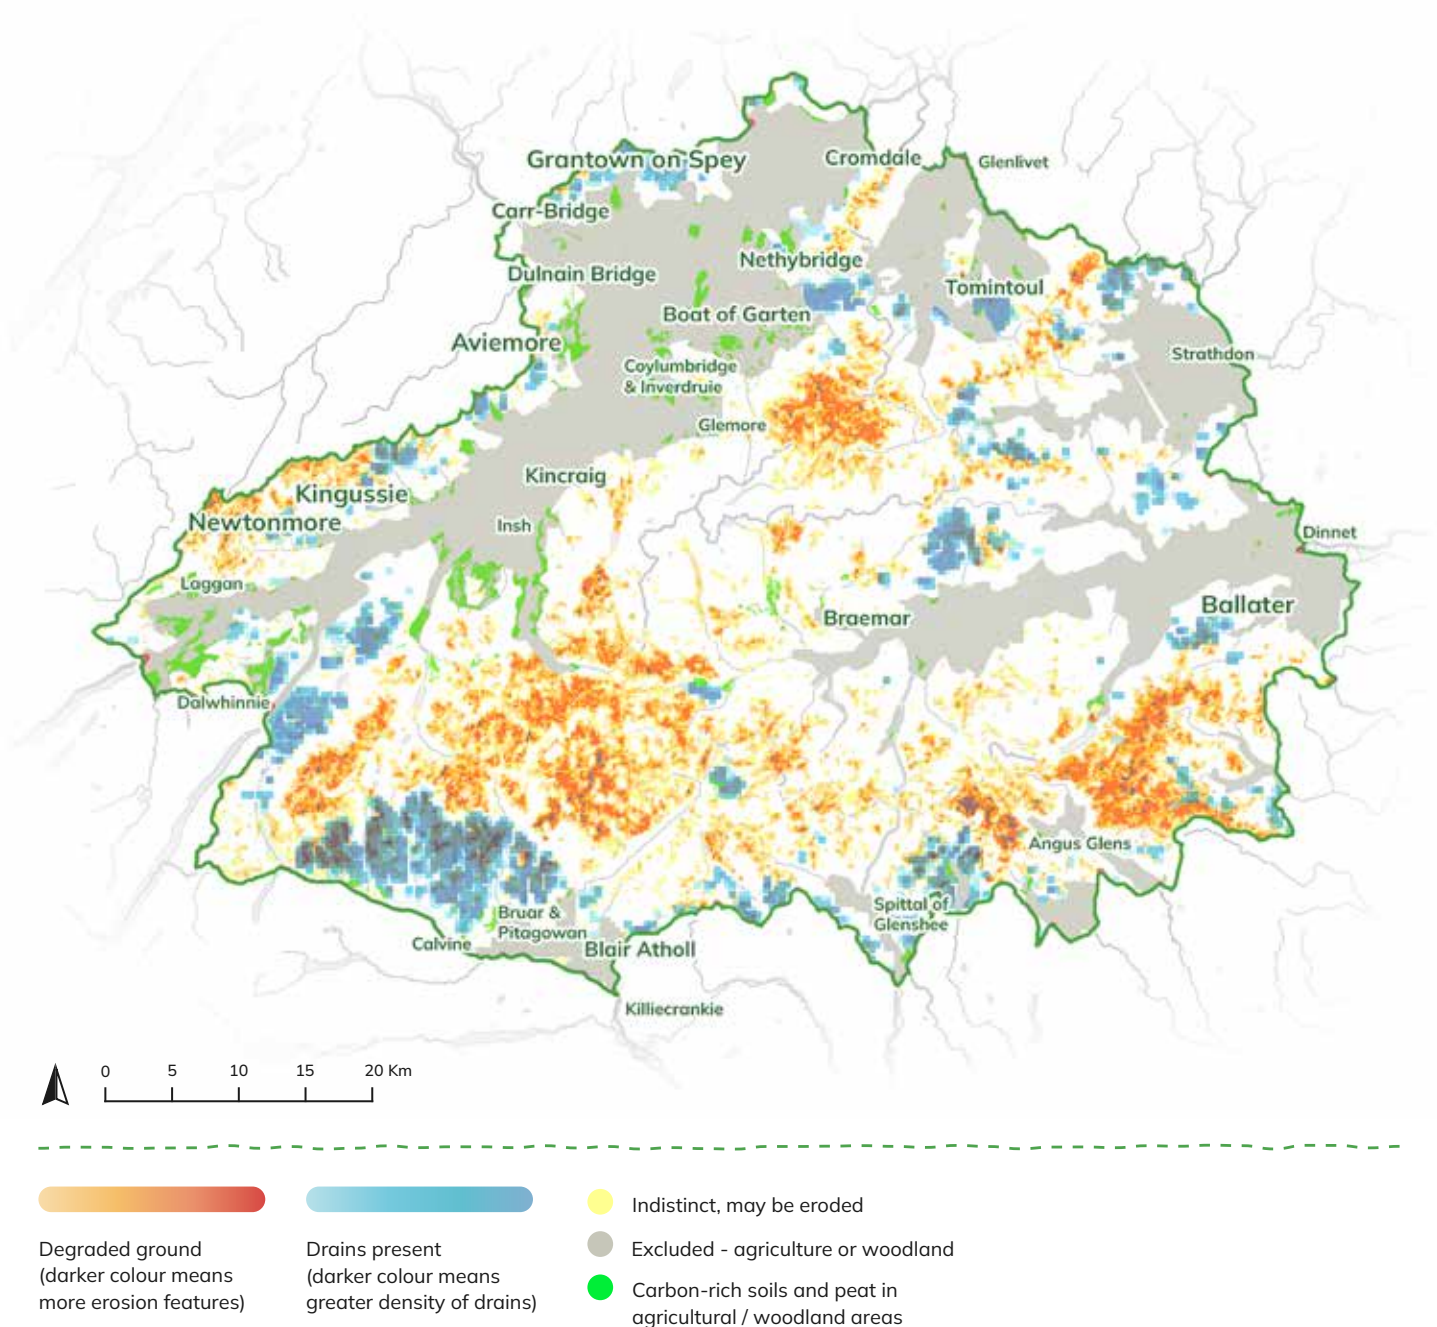 Grantown on Spey
Cromdale
Glenlivet
Carr-Bridge
Nethybridge
Dulnain Bridge
Tomintoul
Boat of Garten
Aviemore
Strathdon
Coylumbridge
& Inverdruie
Glemore
Kincraig
Kingussie
Newtonmore
Insh
Dinnet
Laggan
Ballater
Braemar
Dalwhinnie
Angus Glens
Spittal of
Glenshee
Bruar &
Pitagowan
Calvine
Blair Atholl
Killiecrankie
0 5 10 15 20 Km
Degraded ground
(darker colour means
more erosion features)
Drains present
(darker colour means
greater density of drains)
Indistinct, may be eroded
Excluded - agriculture or woodland
Carbon-rich soils and peat in
agricultural / woodland areas